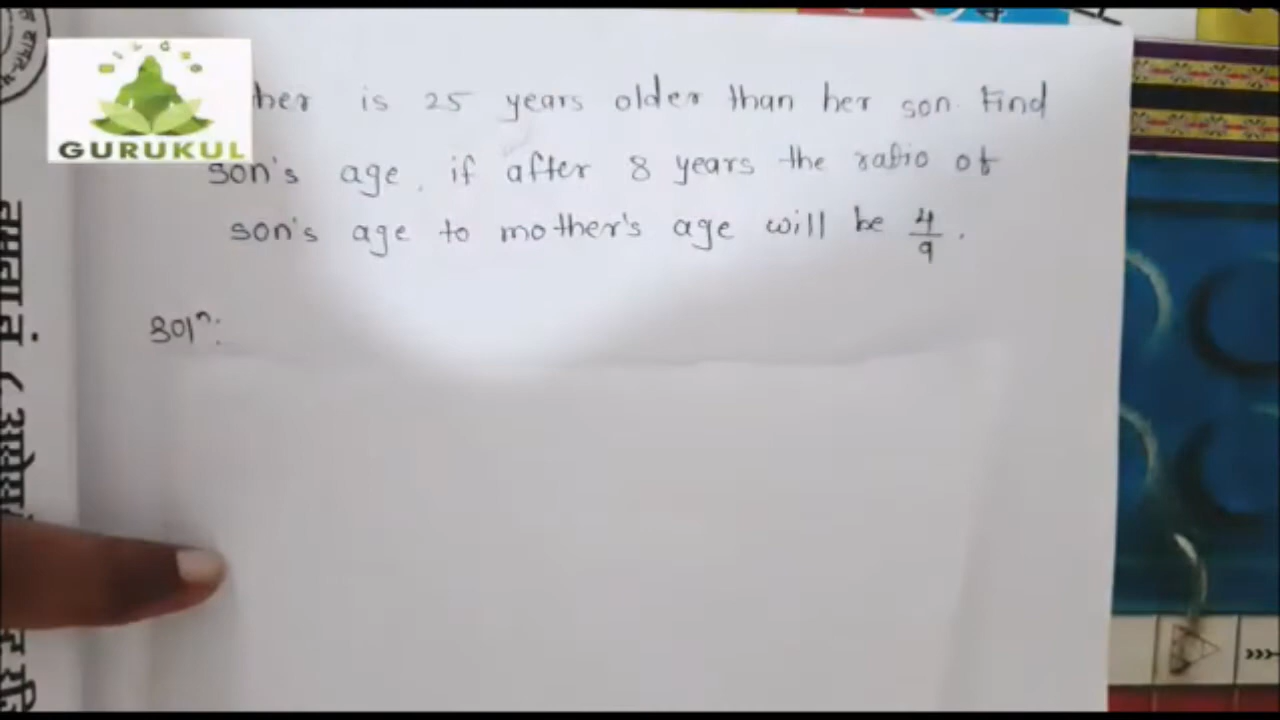 GURUKUL
ther is 25 years older than her son. Find
son's age, if after 8 years the ratio of
son's age to mother's age will be 4/9.
Solⁿ: